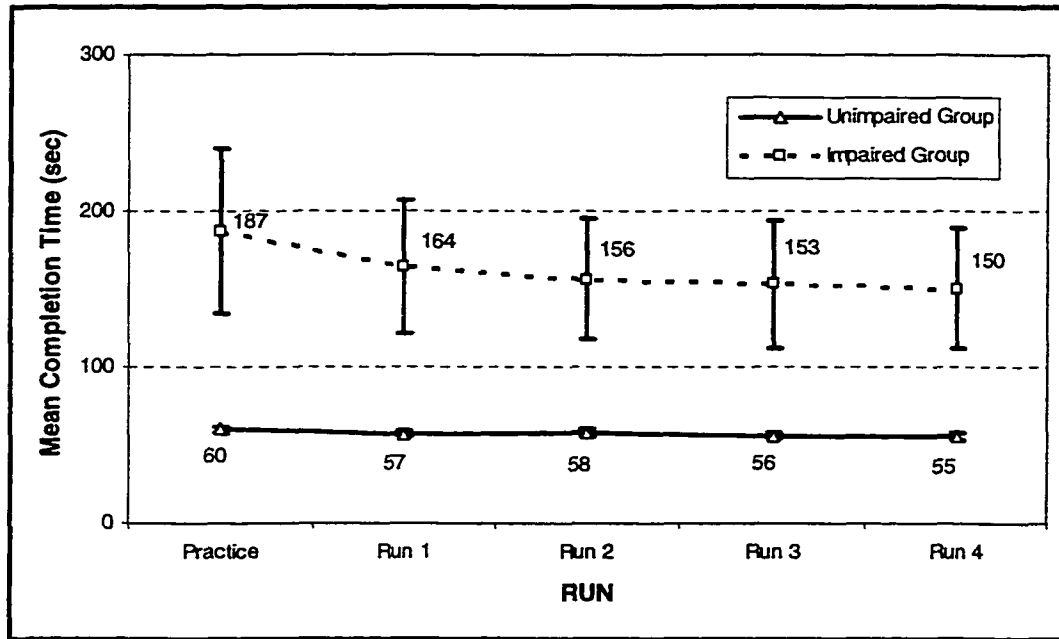 300
Unimpaired Group
Impaired Group
Mean Completion Time (sec)
200
187
164
156
153
150
100
60
57
58
56
55
0
Practice Run 1 Run 2 Run 3 Run 4
RUN